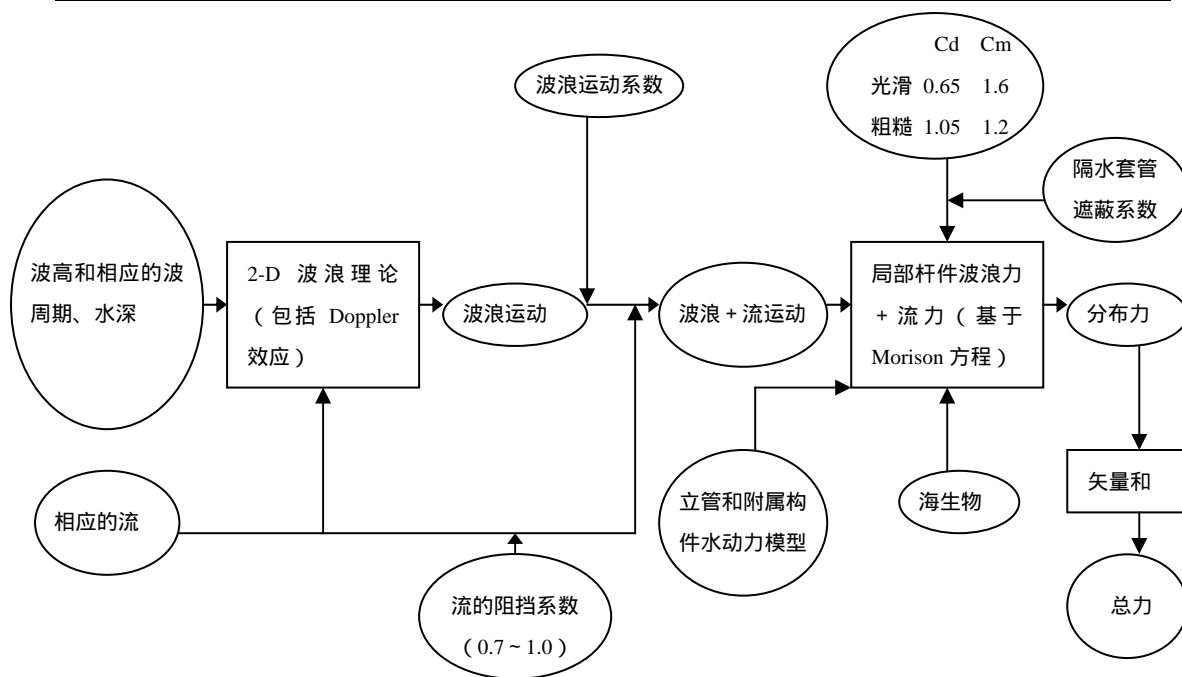 Cd Cm
光滑 0.65 1.6
粗糙 1.05 1.2
波浪运动系数
隔水套管
遮蔽系数
波高和相应的波
周期、水深
2-D 波浪理论
（包括 Doppler
效应）
波浪运动
波浪+流运动
局部杆件波浪力
+流力（基于
Morison 方程）
分布力
相应的流
立管和附属构
件水动力模型
海生物
矢量和
流的阻挡系数
（0.7~1.0）
总力